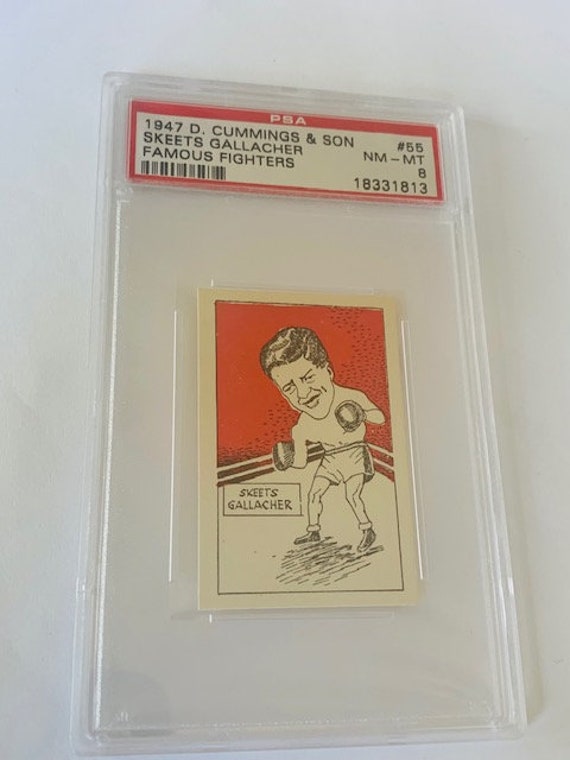 PSA
1947 D. CUMMINGS & SON #55
SKEETS GALLACHER NM-MT
FAMOUS FIGHTERS 8
18331813
SKEETS
GALLACHER